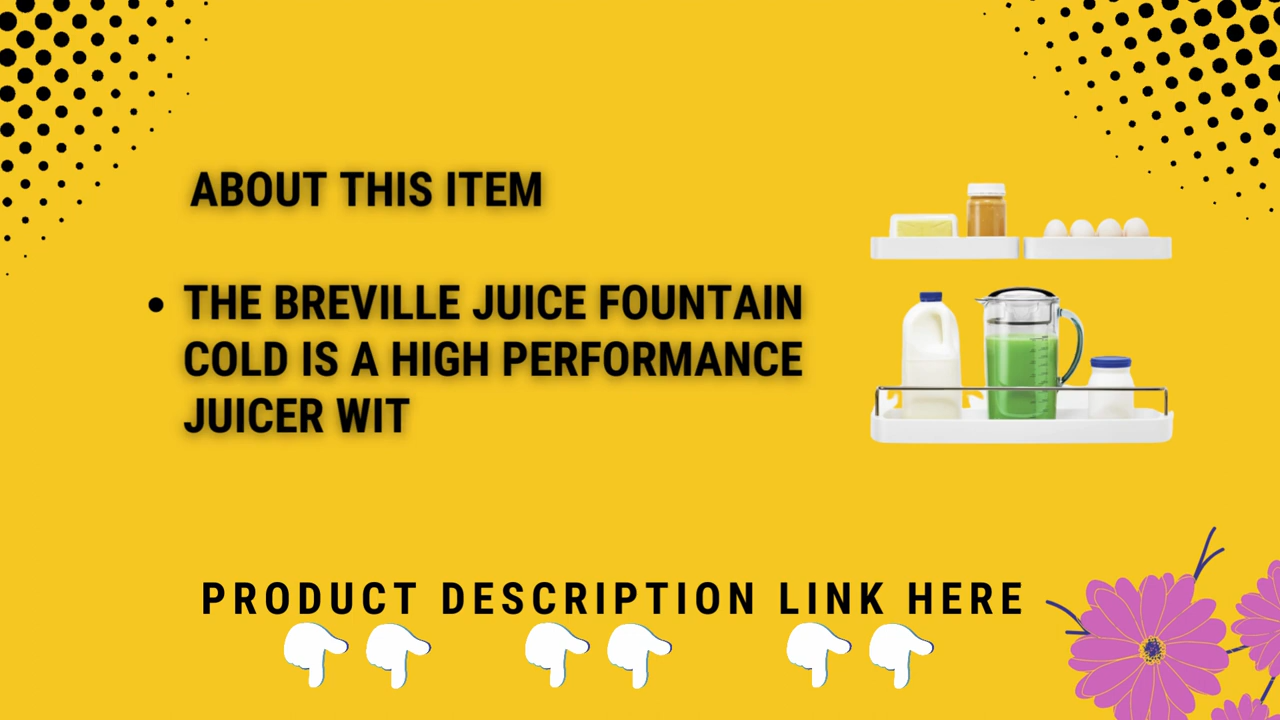 ABOUT THIS ITEM
• THE BREVILLE JUICE FOUNTAIN
COLD IS A HIGH PERFORMANCE
JUICER WIT
PRODUCT DESCRIPTION LINK HERE